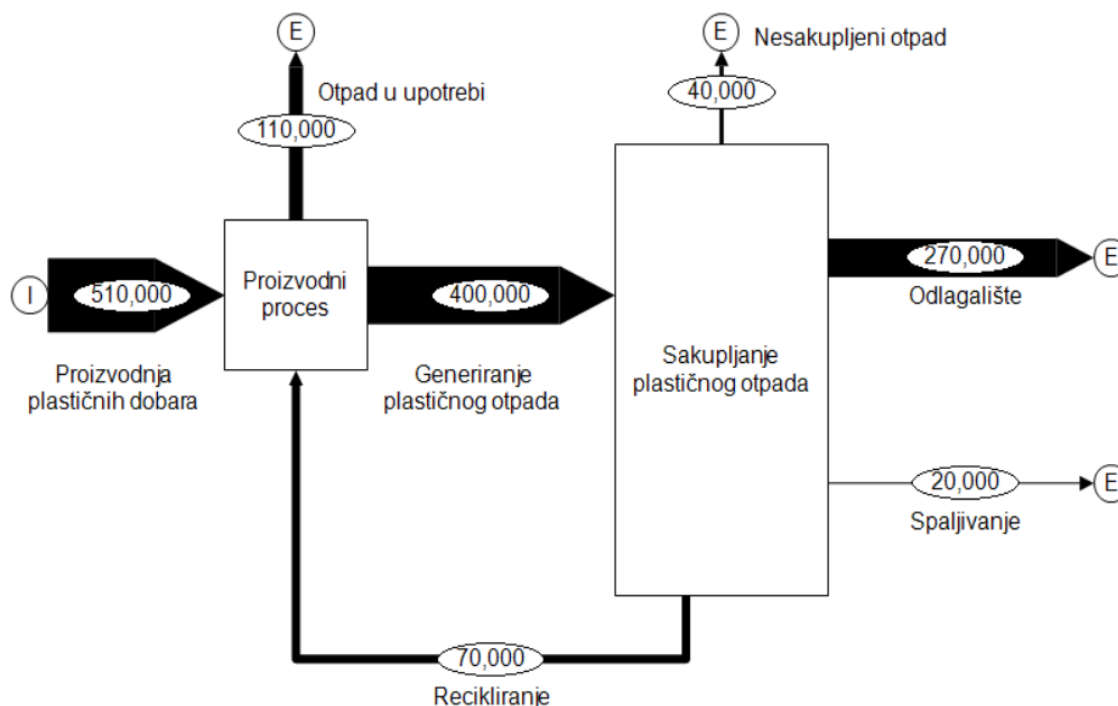 E
Nesakupljeni otpad
E
Otpad u upotrebi
40,000
110,000
I
510,000
Proizvodni
proces
400,000
270,000
E
Odlagalište
Proizvodnja
plastičnih dobara
Generiranje
plastičnog otpada
Sakupljanje
plastičnog otpada
20,000
E
Spaljivanje
70,000
Recikliranje